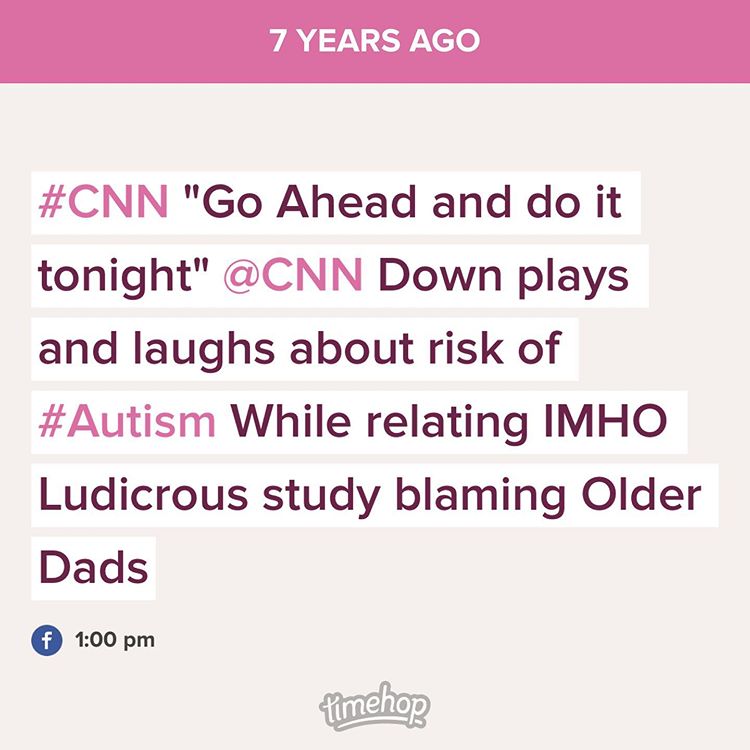 7 YEARS AGO
#CNN "Go Ahead and do it
tonight" @CNN Down plays
and laughs about risk of
#Autism While relating IMHO
Ludicrous study blaming Older
Dads
f 1:00 pm
timehop